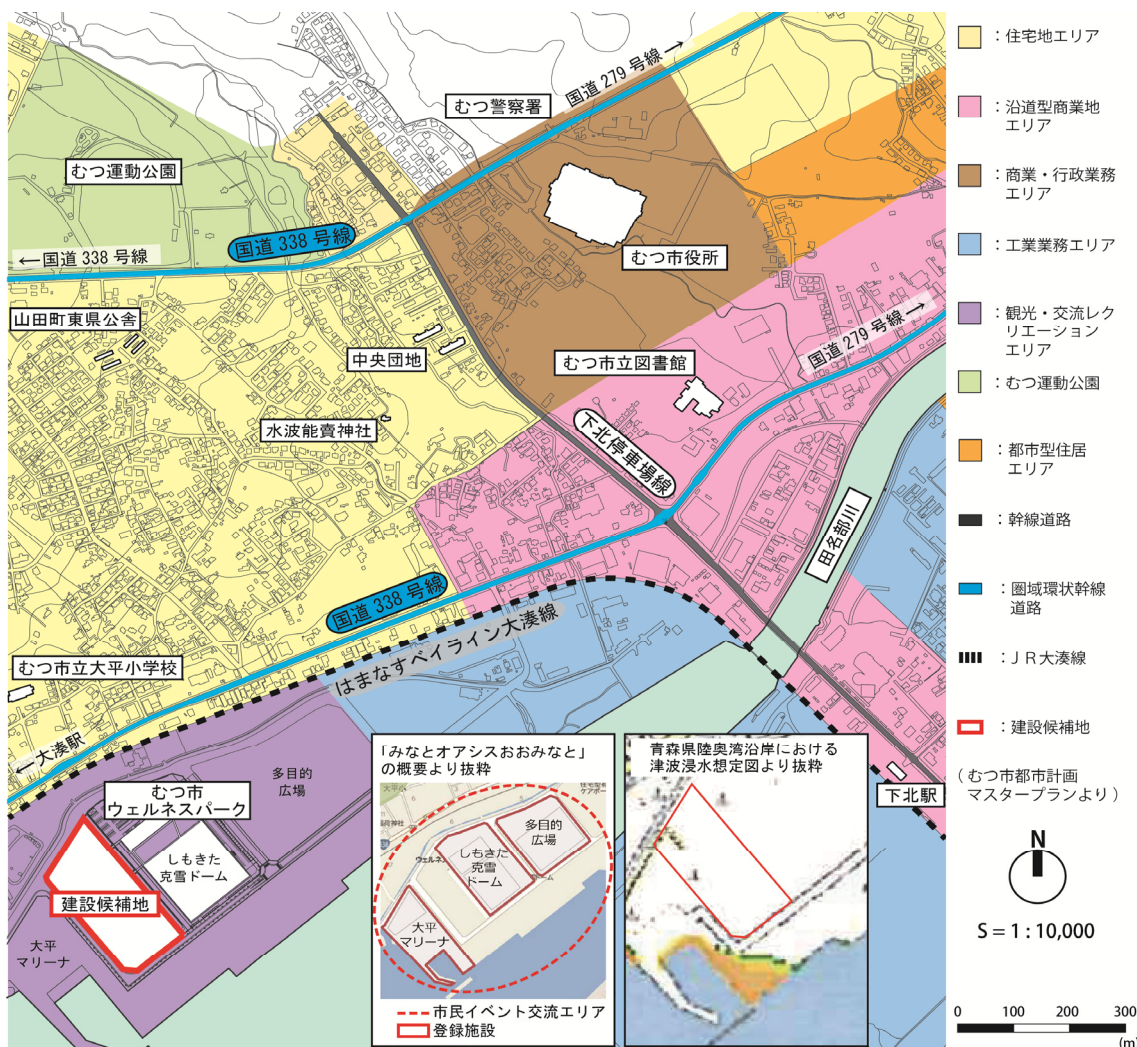 むつ警察署
国道 279 号線→
むつ運動公園
国道 338 号線
←国道 338 号線
むつ市役所
山田町東県公舎
中央団地
むつ市立図書館
国道 279 号線→
水波能賣神社
下北停車場線
田名部川
国道 338 号線
はまなすベイライン大湊線
むつ市立大平小学校
←大湊駅
多目的
広場
むつ市
ウェルネスパーク
しもきた
克雪ドーム
建設候補地
大平
マリーナ
下北駅
「みなとオアシスおおみなと」
の概要より抜粋
多目的
広場
しもきた
克雪ドーム
大平
マリーナ
市民イベント交流エリア
登録施設
青森県陸奥湾沿岸における
津波浸水想定図より抜粋
：住宅地エリア
：沿道型商業地
エリア
：商業・行政業務
エリア
：工業業務エリア
：観光・交流レク
リエーション
エリア
：むつ運動公園
：都市型住居
エリア
：幹線道路
：圏域環状幹線
道路
：ＪＲ大湊線
：建設候補地
（むつ市都市計画
マスタープランより）
N
S = 1 : 10,000
0 100 200 300
(m)